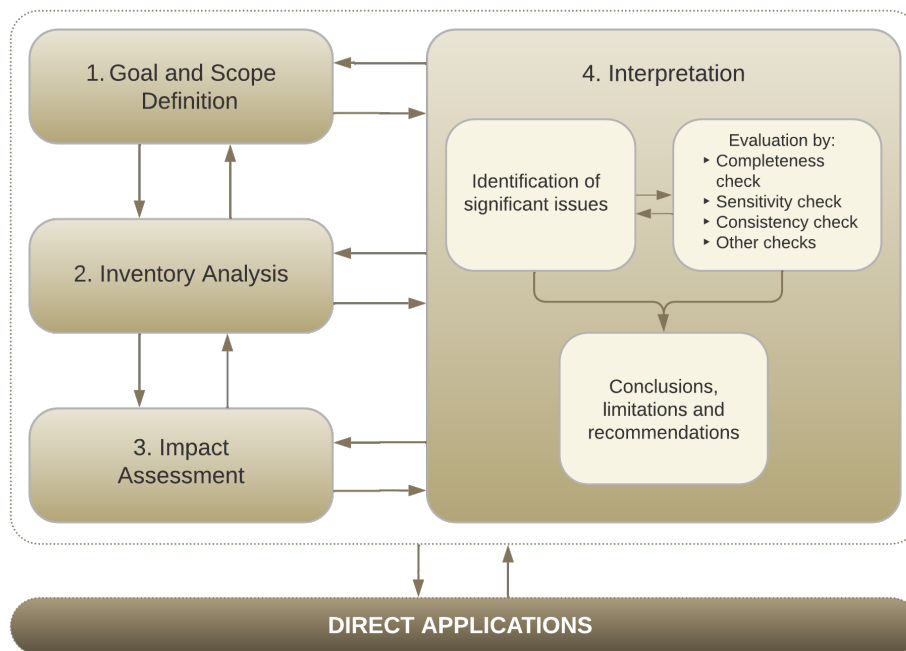 1. Goal and Scope
Definition
2. Inventory Analysis
3. Impact
Assessment
4. Interpretation
Identification of
significant issues
Evaluation by:
‣ Completeness
check
‣ Sensitivity check
‣ Consistency check
‣ Other checks
Conclusions,
limitations and
recommendations
DIRECT APPLICATIONS